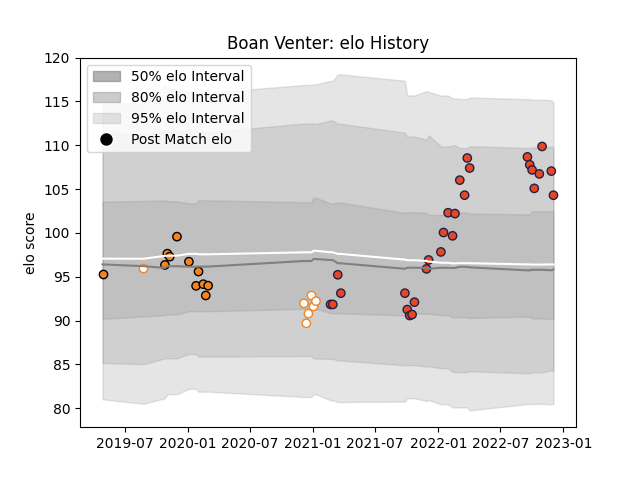 Boan Venter: elo History
50% elo Interval
80% elo Interval
95% elo Interval
Post Match elo
elo score
120
115
110
105
100
95
90
85
80
2019-07 2020-01 2020-07 2021-01 2021-07 2022-01 2022-07 2023-01